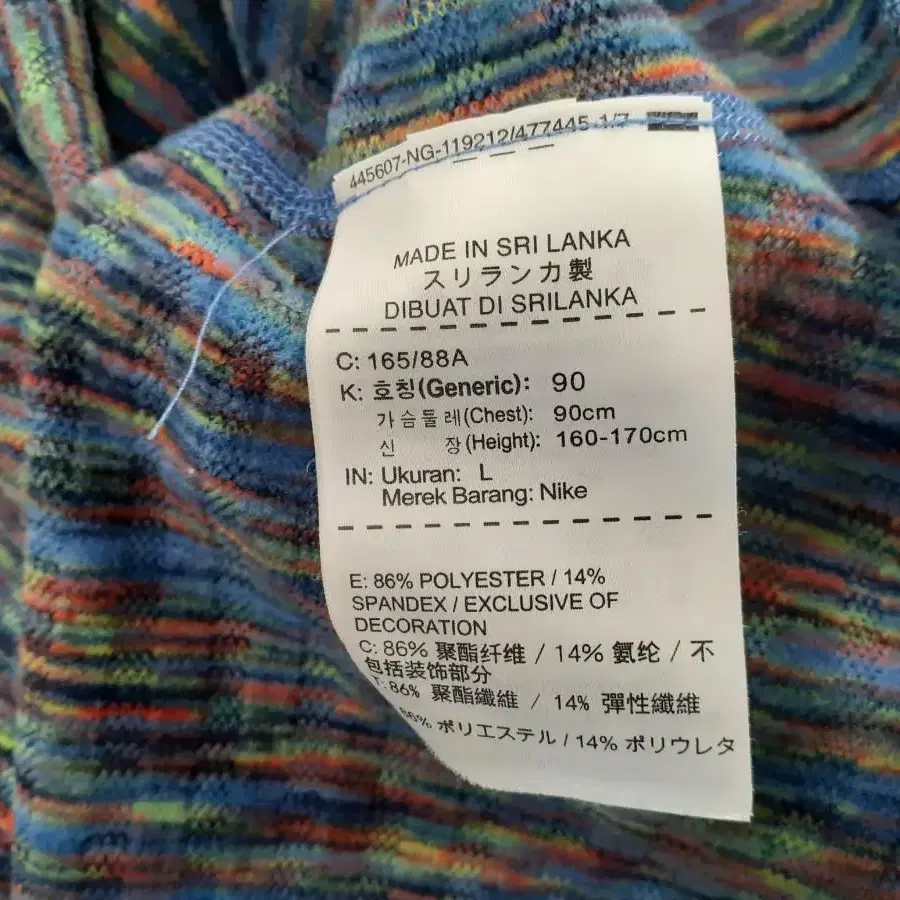 445607-NG-119212/477445-1/7
MADE IN SRI LANKA
スリランカ製
DIBUAT DI SRILANKA
C: 165/88A
K: 호칭(Generic): 90
가슴둘레(Chest): 90cm
신 장(Height): 160-170cm
IN: Ukuran: L
Merek Barang: Nike
E: 86% POLYESTER / 14%
SPANDEX / EXCLUSIVE OF
DECORATION
C: 86% 聚酯纤维 / 14% 氨纶 / 不
包括装饰部分
T: 86% 聚酯纖維 / 14% 彈性纖維
86% ポリエステル / 14% ポリウレタ